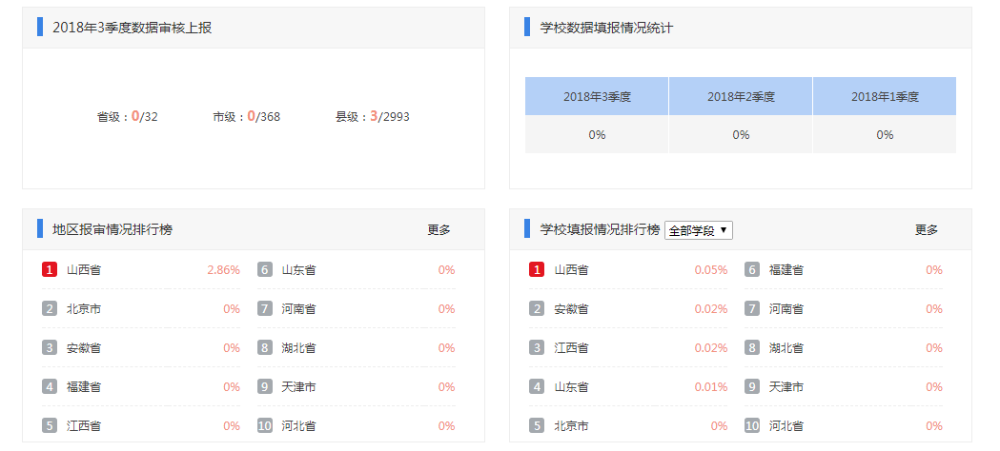 2018年3季度数据审核上报
省级：0/32 市级：0/368 县级：3/2993
学校数据填报情况统计
2018年3季度 2018年2季度 2018年1季度
0% 0% 0%
地区报审情况排行榜 更多
1 山西省 2.86% 6 山东省 0%
2 北京市 0% 7 河南省 0%
3 安徽省 0% 8 湖北省 0%
4 福建省 0% 9 天津市 0%
5 江西省 0% 10 河北省 0%
学校填报情况排行榜 全部学段 ▼ 更多
1 山西省 0.05% 6 福建省 0%
2 安徽省 0.02% 7 河南省 0%
3 江西省 0.02% 8 湖北省 0%
4 山东省 0.01% 9 天津市 0%
5 北京市 0% 10 河北省 0%